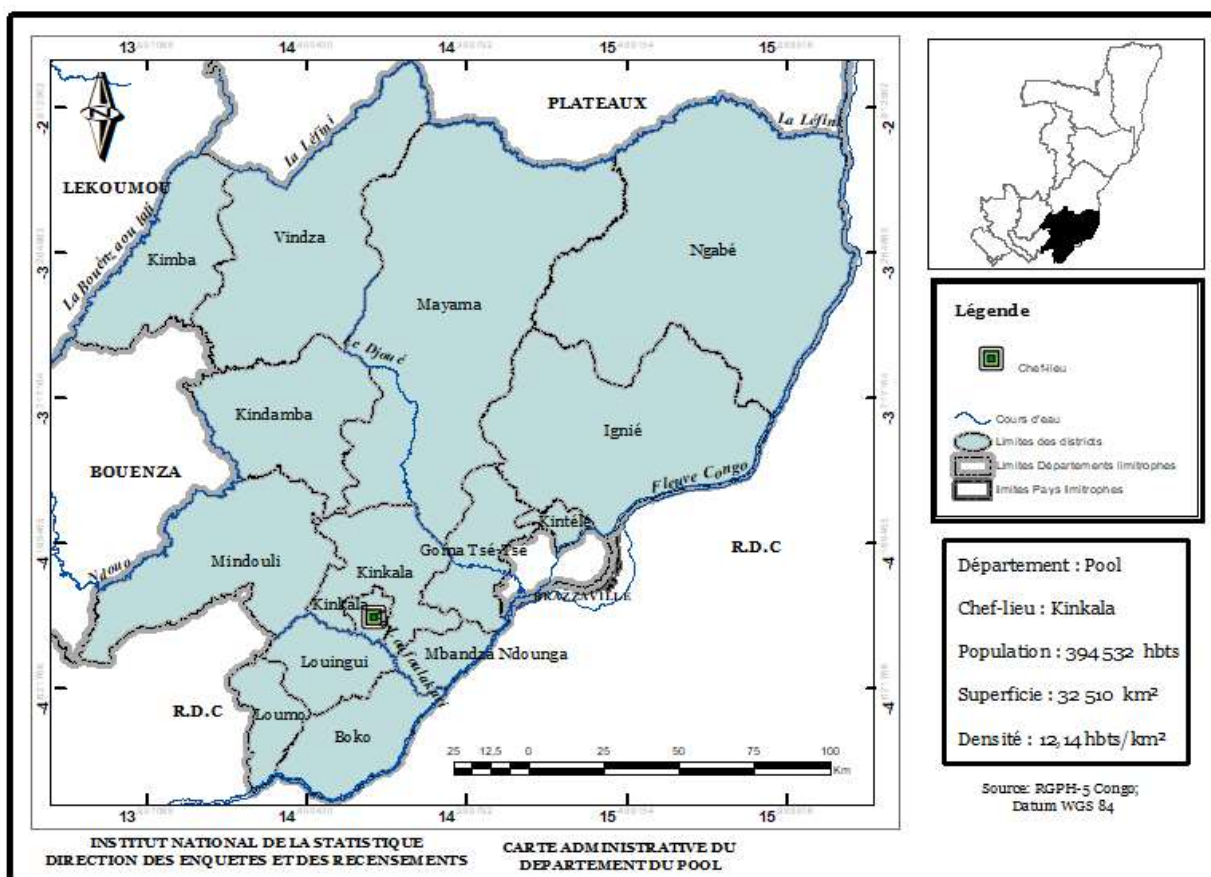 13
14
14
15
15
PLATEAUX
La Léfini
La Léfini
LEKOUMOU
La Bouénza ou lali
Kimba
Vindza
Ngabé
Mayama
Le Djoué
Kindamba
Ignié
BOUENZA
Fleuve Congo
Kintélé
R.D.C
Ndouo
Mindouli
Goma Tsé-Tsé
Kinkala
BRAZZAVILLE
Kinkala
Louingui
Mbandza Ndounga
R.D.C
Loumo
Boko
-2
-3
-3
-4
-4
-2
-3
-3
-4
-4
25 12.5 0 25 50 75 100
Km
13
14
14
15
15
INSTITUT NATIONAL DE LA STATISTIQUE
DIRECTION DES ENQUETES ET DES RECENSEMENTS
CARTE ADMINISTRATIVE DU
DEPARTEMENT DU POOL
Légende
Chef-lieu
Cours d'eau
Limites des districts
Limites Départements limitrophes
limites Pays limitrophes
Département : Pool
Chef-lieu : Kinkala
Population : 394 532 hbts
Superficie : 32 510 km²
Densité : 12,14 hbts/km²
Source: RGPH-5 Congo;
Datum WGS 84